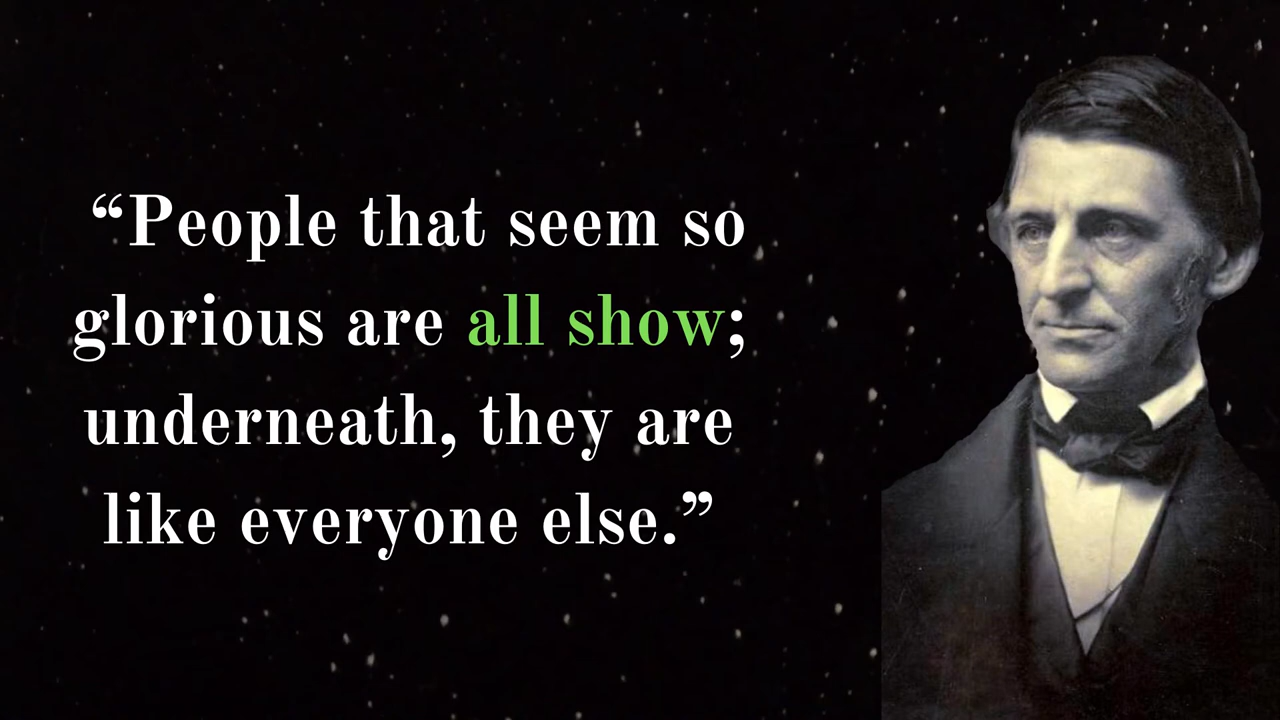 “People that seem so
glorious are all show;
underneath, they are
like everyone else.”